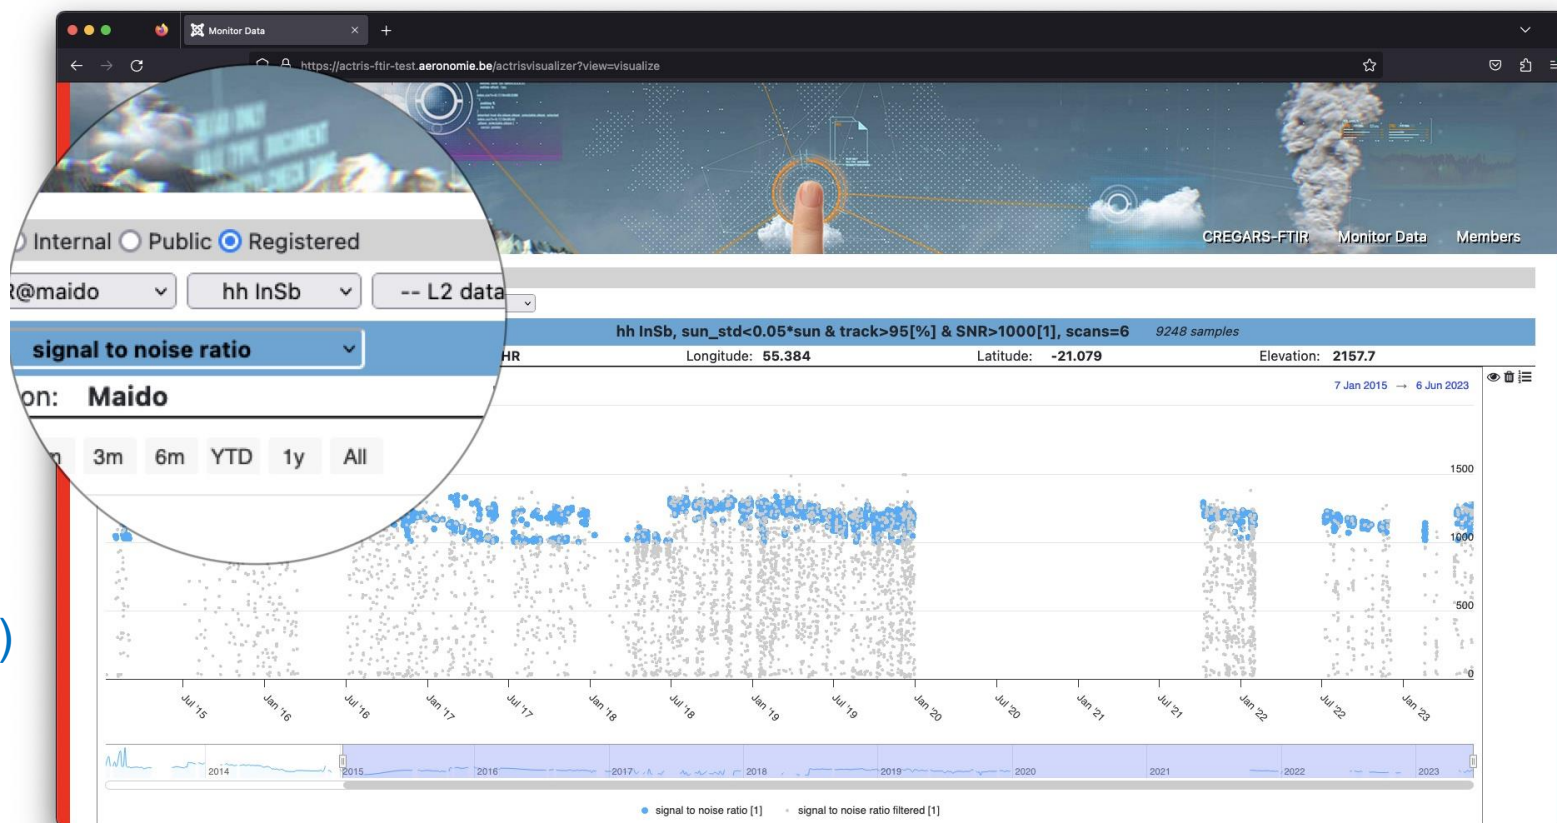 Monitor Data
https://actris-ftir-test.aeronomie.be/actrisvisualizer?view=visualize
CREGARS-FTIR Monitor Data Members
Internal Public Registered
R@maido hh InSb -- L2 data
signal to noise ratio
hh InSb, sun_std<0.05*sun & track>95[%] & SNR>1000[1], scans=6 9248 samples
on: Maido
HR Longitude: 55.384 Latitude: -21.079 Elevation: 2157.7
7 Jan 2015 → 6 Jun 2023
3m 6m YTD 1y All
1500
1000
500
0
)
Jul '15 Jan '16 Jul '16 Jan '17 Jul '17 Jan '18 Jul '18 Jan '19 Jul '19 Jan '20 Jul '20 Jan '21 Jul '21 Jan '22 Jul '22 Jan '23
2014 2015 2016 2017 2018 2019 2020 2021 2022 2023
signal to noise ratio [1] signal to noise ratio filtered [1]